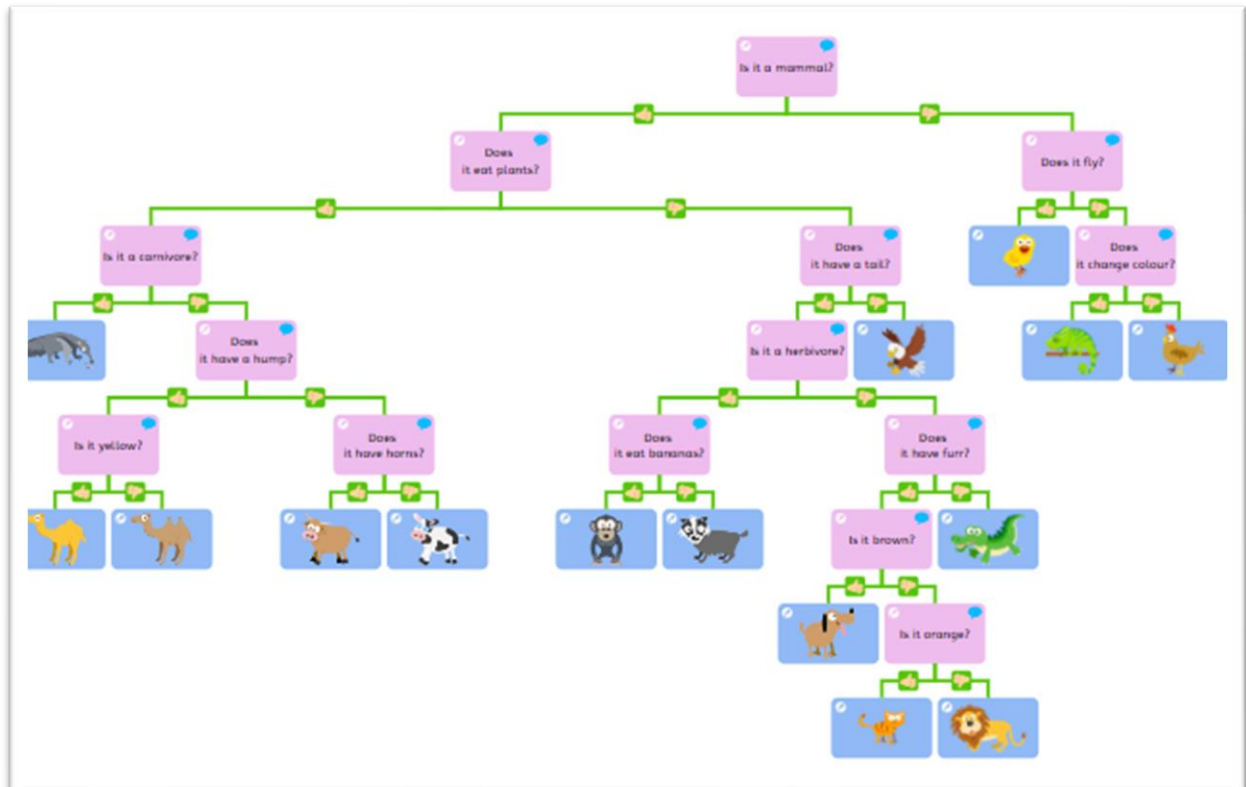 Is it a mammal?
Does
it eat plants?
Does it fly?
Is it a carnivore?
Does
it have a tail?
Does
it change colour?
Does
it have a hump?
Is it a herbivore?
Is it yellow?
Does
it have horns?
Does
it eat bananas?
Does
it have furr?
Is it brown?
Is it orange?